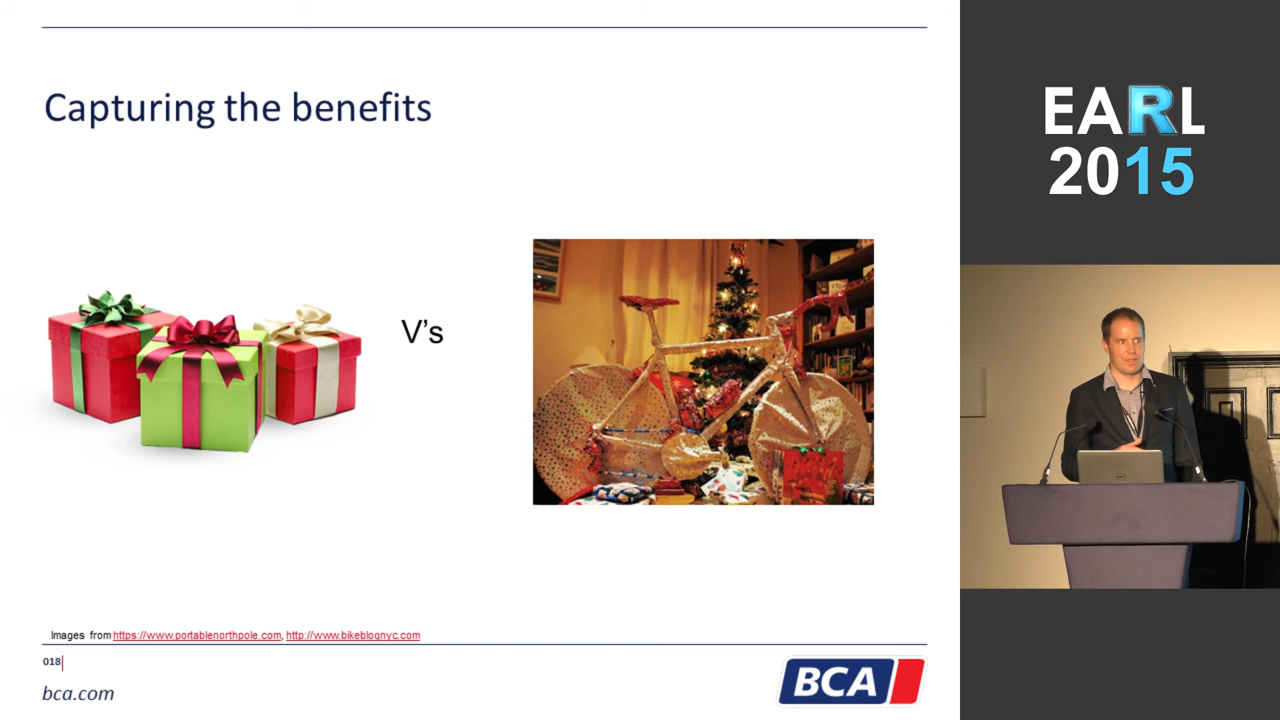 Capturing the benefits
V's
Images from https://www.portablenorthpole.com, http://www.bikeblognyc.com
018
bca.com
BCA
EARL
2015